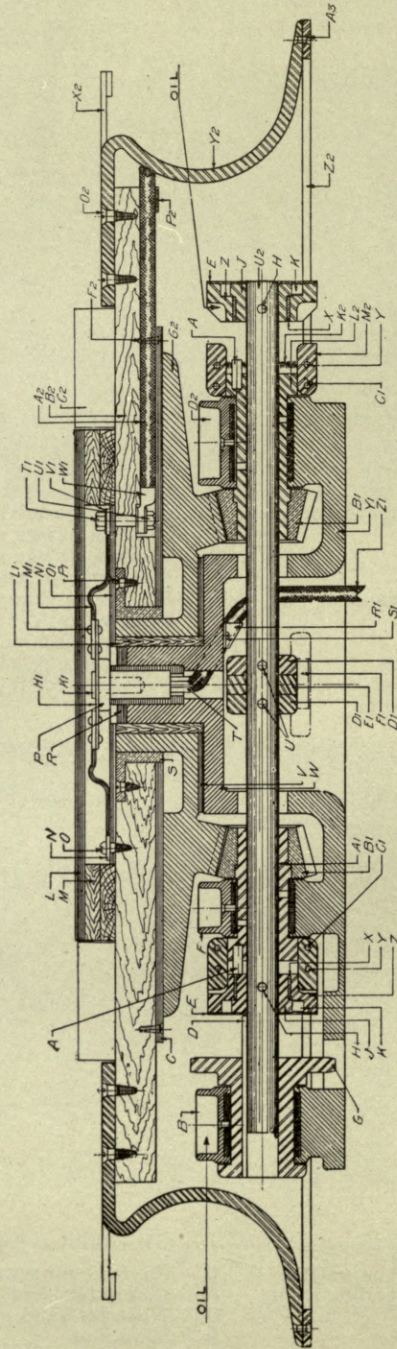 X2
O2
F2
A2
B2
C2
T1
U1
V1
W1
L1
M1
N1
O1
P1
H1
K1
P
R
N
O
L
M
A
C
S
T
P2
G2
Y2
OIL
A3
Z2
D2
A
E
Z
J
U2
H
K
X
K2
L2
M2
Y
C1
B1
Y1
Z1
R1
S1
U
D1
E1
F1
D1
V
W
A1
B1
C1
F
E
D
B
OIL
X
Y
Z
H
J
K
G